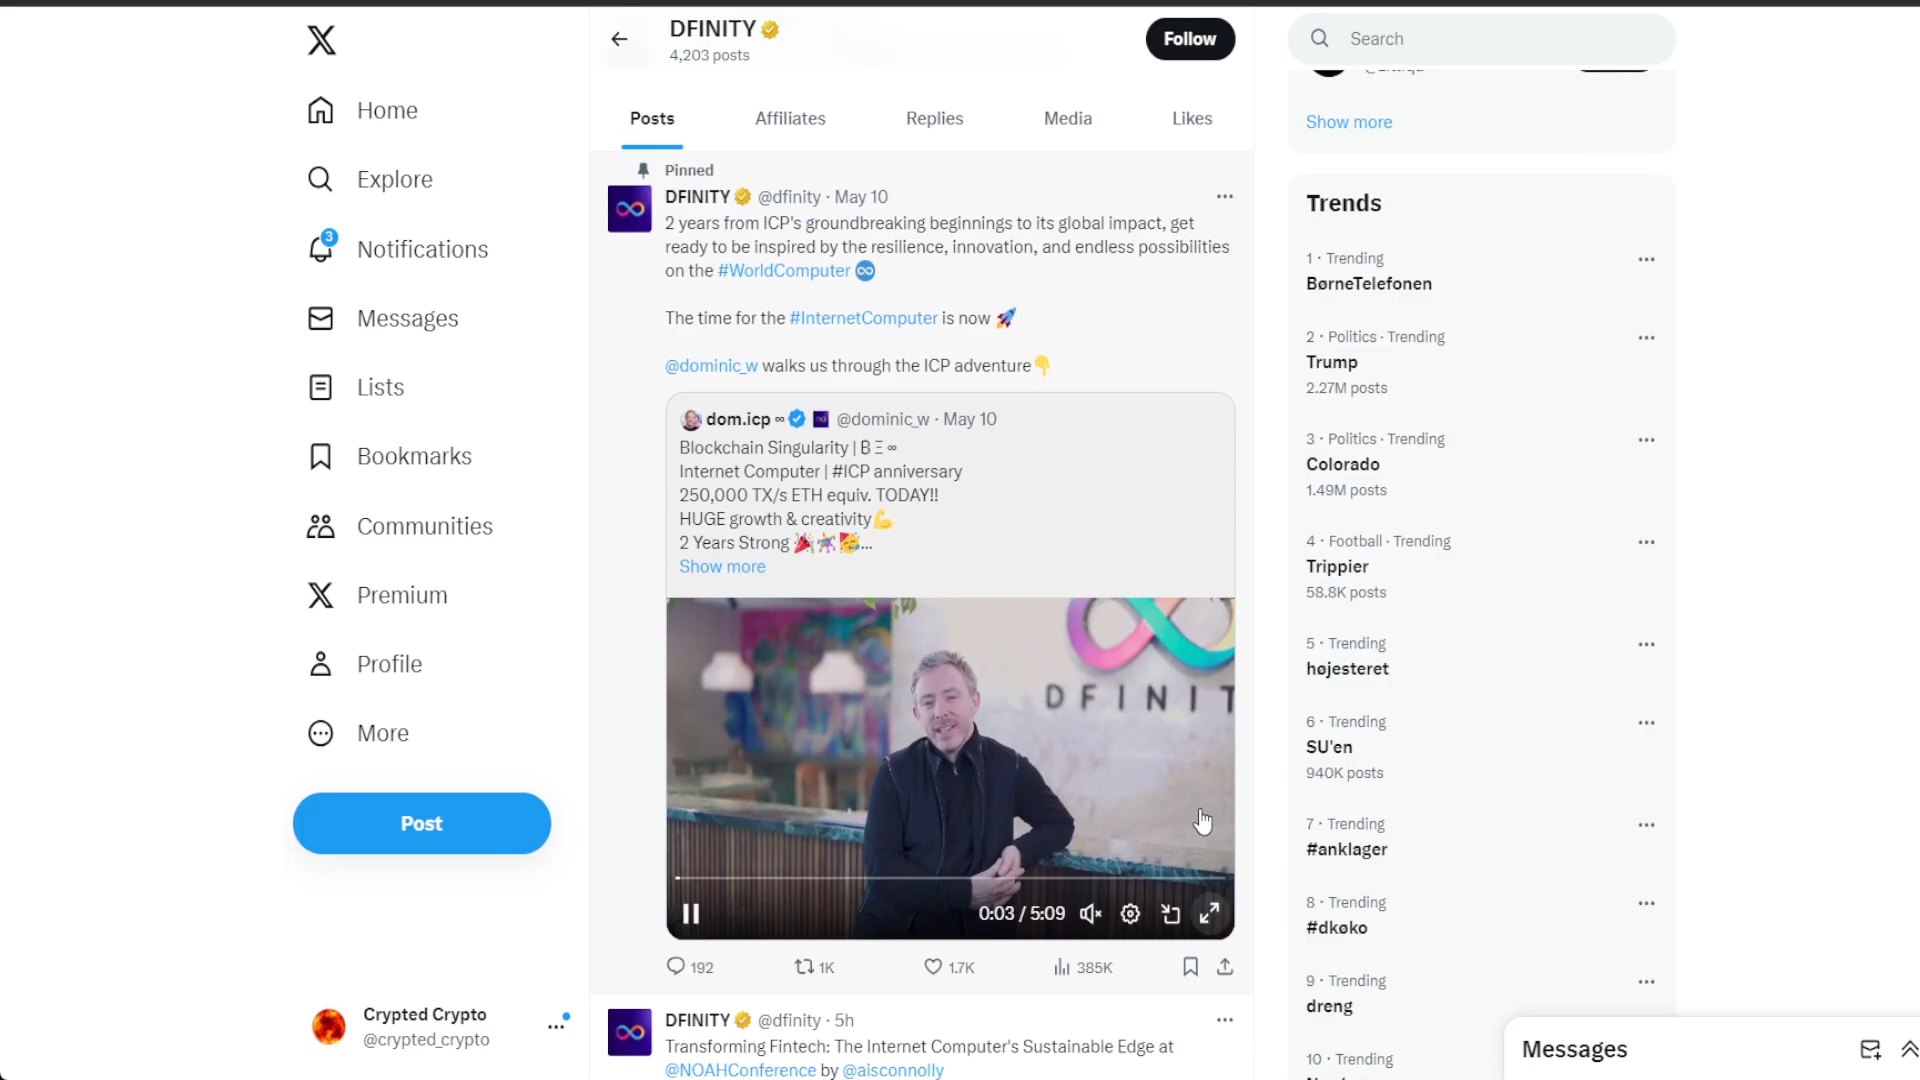 Home
Explore
3
Notifications
Messages
Lists
Bookmarks
Communities
Premium
Profile
More
Post
Crypted Crypto
@crypted_crypto
DFINITY
4,203 posts
Follow
Posts Affiliates Replies Media Likes
Pinned
DFINITY @dfinity · May 10
2 years from ICP's groundbreaking beginnings to its global impact, get
ready to be inspired by the resilience, innovation, and endless possibilities
on the #WorldComputer
The time for the #InternetComputer is now 🚀
@dominic_w walks us through the ICP adventure👇
dom.icp ∞ @dominic_w · May 10
Blockchain Singularity | B Ξ ∞
Internet Computer | #ICP anniversary
250,000 TX/s ETH equiv. TODAY!!
HUGE growth & creativity💪
2 Years Strong 🎉🪅🥳...
Show more
DFINIT
0:03 / 5:09
192 1K 1.7K 385K
DFINITY @dfinity · 5h
Transforming Fintech: The Internet Computer's Sustainable Edge at
@NOAHConference by @aisconnolly
Search
Show more
Trends
1 · Trending
BørneTelefonen
2 · Politics · Trending
Trump
2.27M posts
3 · Politics · Trending
Colorado
1.49M posts
4 · Football · Trending
Trippier
58.8K posts
5 · Trending
højesteret
6 · Trending
SU'en
940K posts
7 · Trending
#anklager
8 · Trending
#dkøko
9 · Trending
dreng
10 · Trending
Messages